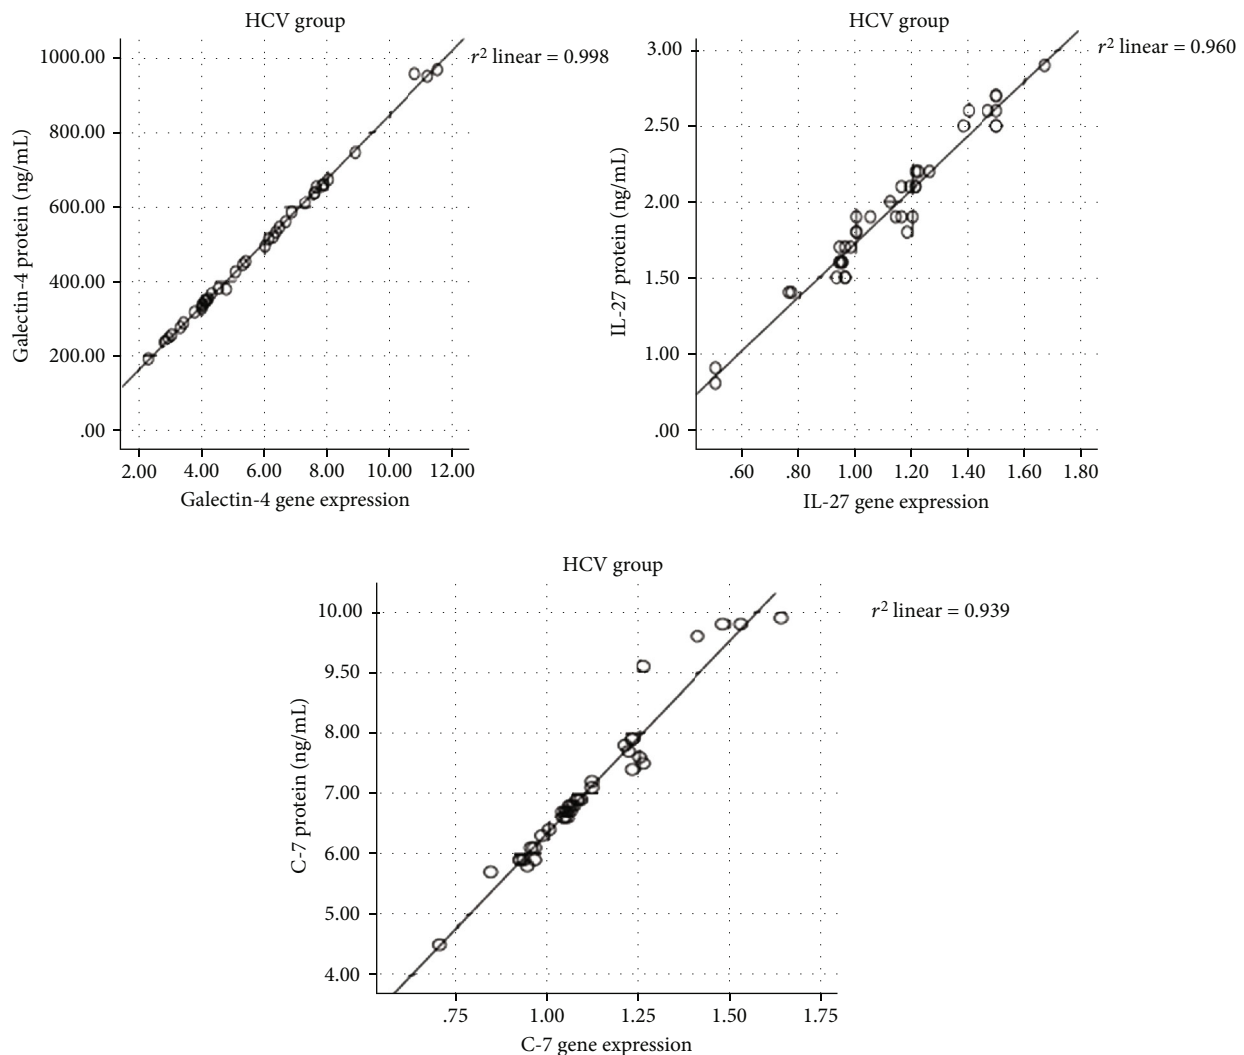 HCV group
1000.00
800.00
600.00
400.00
200.00
.00
Galectin-4 protein (ng/mL)
r² linear = 0.998
2.00 4.00 6.00 8.00 10.00 12.00
Galectin-4 gene expression
HCV group
3.00
2.50
2.00
1.50
1.00
.00
IL-27 protein (ng/mL)
r² linear = 0.960
.60 .80 1.00 1.20 1.40 1.60 1.80
IL-27 gene expression
HCV group
10.00
9.50
8.00
7.00
6.00
5.00
4.00
C-7 protein (ng/mL)
r² linear = 0.939
.75 1.00 1.25 1.50 1.75
C-7 gene expression